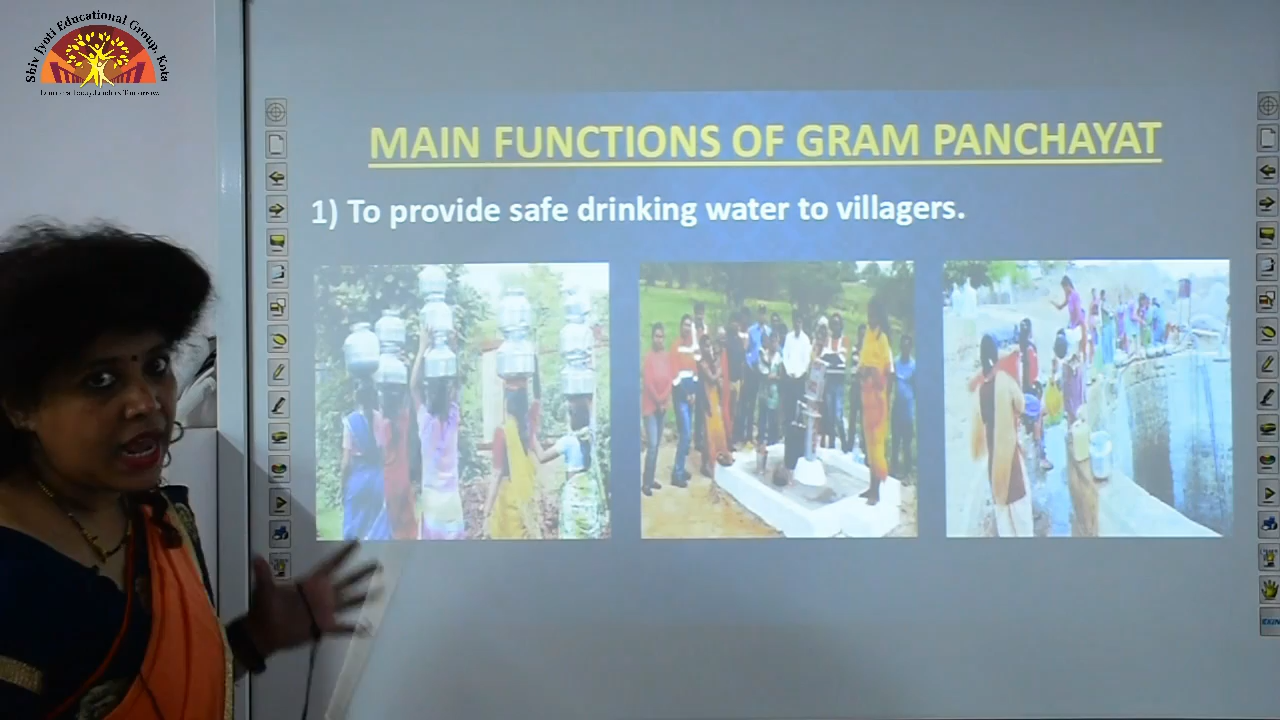 Shiv Jyoti Educational Group, Kota
MAIN FUNCTIONS OF GRAM PANCHAYAT
1) To provide safe drinking water to villagers.